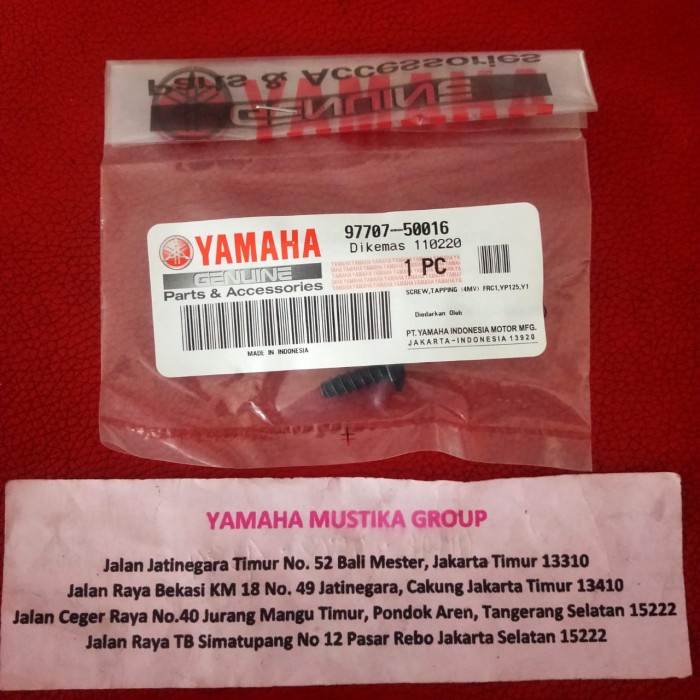 Parts & Accessories
YAMAHA
GENUINE
YAMAHA
GENUINE
Parts & Accessories
97707-50016
Dikemas 110220
1 PC
SCREW,TAPPING (4MV) FRC1,YP125,Y1
Diedarkan Oleh
PT.YAMAHA INDONESIA MOTOR MFG.
JAKARTA-INDONESIA 13920
MADE IN INDONESIA
YAMAHA MUSTIKA GROUP
Jalan Jatinegara Timur No. 52 Bali Mester, Jakarta Timur 13310
Jalan Raya Bekasi KM 18 No. 49 Jatinegara, Cakung Jakarta Timur 13410
Jalan Ceger Raya No.40 Jurang Mangu Timur, Pondok Aren, Tangerang Selatan 15222
Jalan Raya TB Simatupang No 12 Pasar Rebo Jakarta Selatan 15222